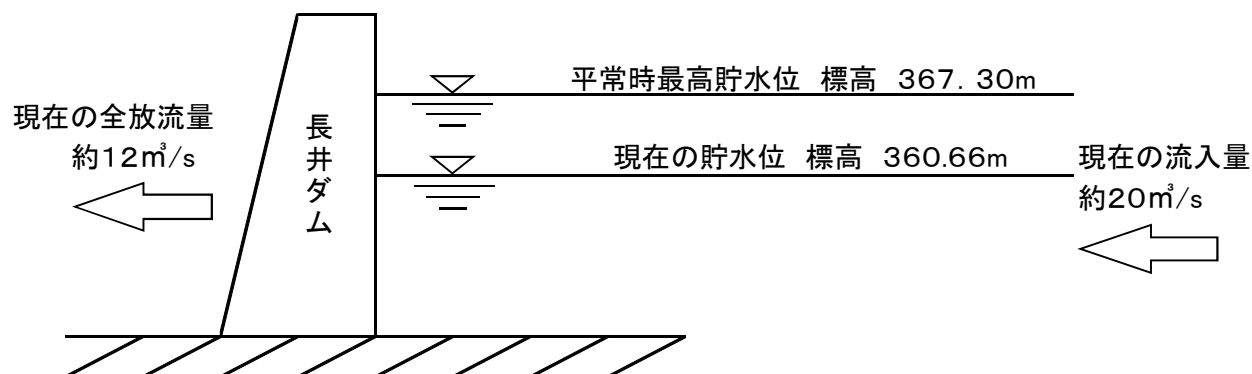 平常時最高貯水位 標高 367. 30m
現在の全放流量
約12㎥/s
長井ダム
現在の貯水位 標高 360.66m
現在の流入量
約20㎥/s